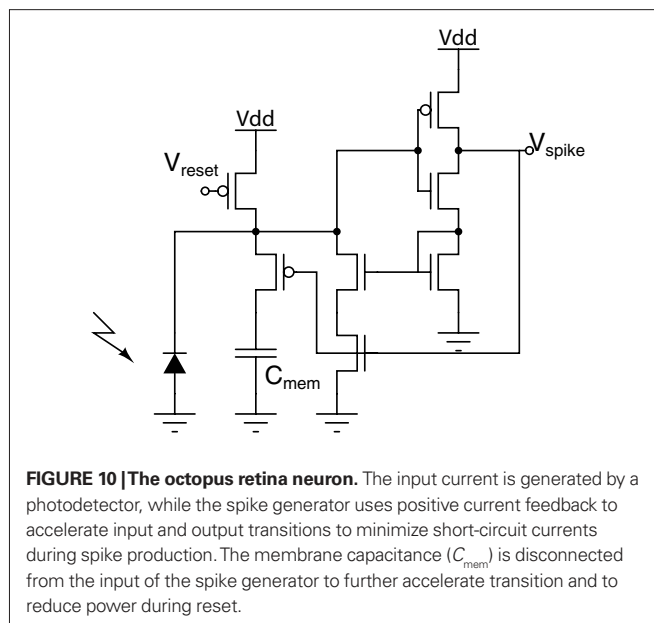 Vdd
Vdd
V_reset
V_spike
C_mem
FIGURE 10 | The octopus retina neuron. The input current is generated by a
photodetector, while the spike generator uses positive current feedback to
accelerate input and output transitions to minimize short-circuit currents
during spike production. The membrane capacitance (C_mem) is disconnected
from the input of the spike generator to further accelerate transition and to
reduce power during reset.